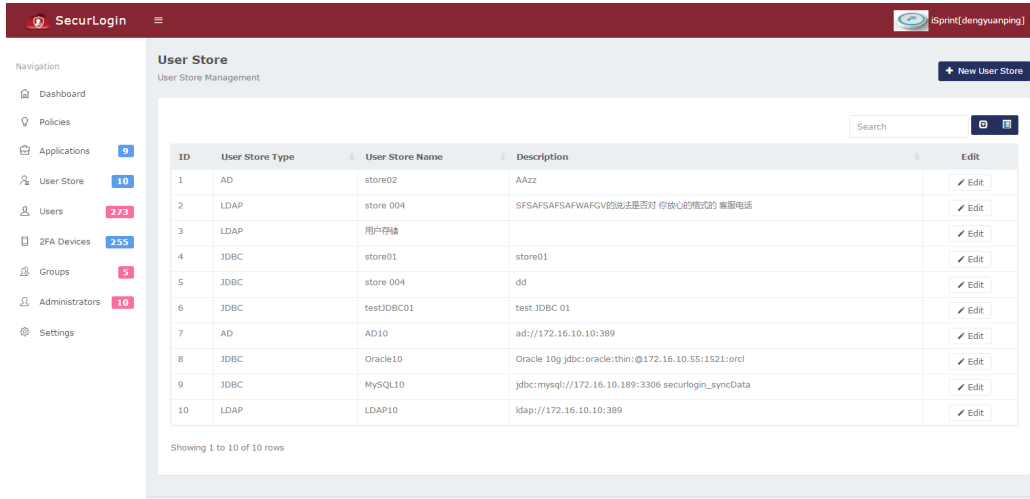 SecurLogin
iSprint[dengyuanping]
Navigation
Dashboard
Policies
Applications 9
User Store 10
Users 273
2FA Devices 255
Groups 5
Administrators 10
Settings
User Store
User Store Management
+ New User Store
Search
ID User Store Type User Store Name Description Edit
1 AD store02 AAzz Edit
2 LDAP store 004 SFSAFSAFSAFWAFGV的说法是否对 你放心的格式的 客服电话 Edit
3 LDAP 用户存储 Edit
4 JDBC store01 store01 Edit
5 JDBC store 004 dd Edit
6 JDBC testJDBC01 test JDBC 01 Edit
7 AD AD10 ad://172.16.10.10:389 Edit
8 JDBC Oracle10 Oracle 10g jdbc:oracle:thin:@172.16.10.55:1521:orcl Edit
9 JDBC MySQL10 jdbc:mysql://172.16.10.189:3306 securlogin_syncData Edit
10 LDAP LDAP10 ldap://172.16.10.10:389 Edit
Showing 1 to 10 of 10 rows